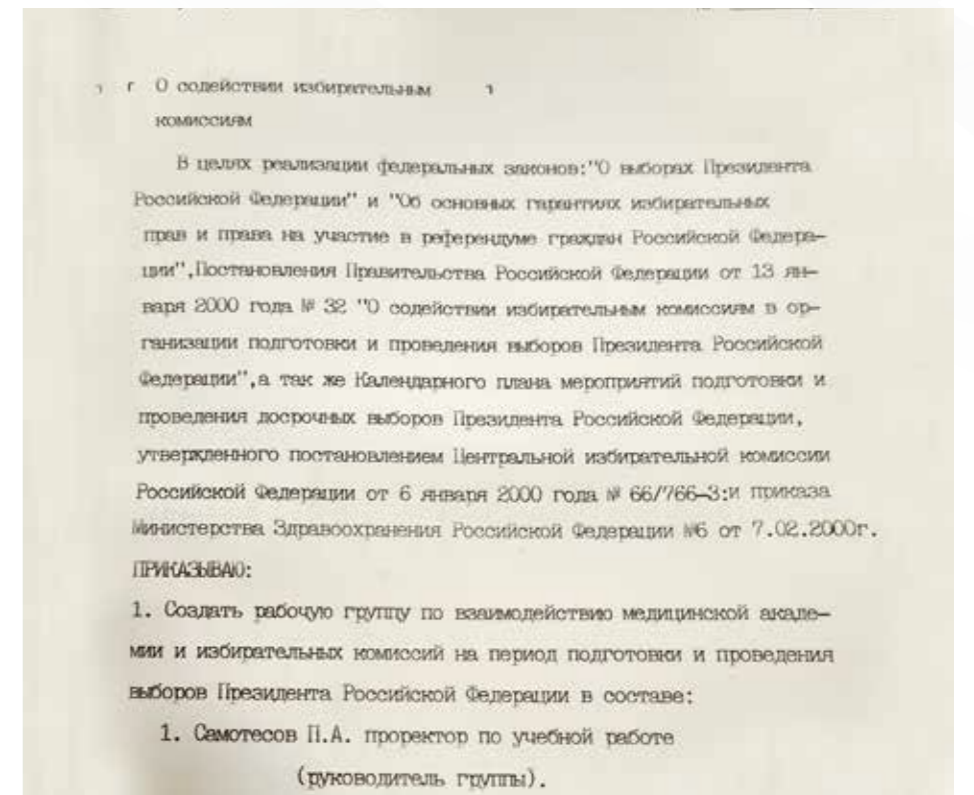 О содействии избирательным
комиссиям
В целях реализации федеральных законов:"О выборах Президента
Российской Федерации" и "Об основных гарантиях избирательных
прав и права на участие в референдуме граждан Российской Федера-
ции",Постановления Правительства Российской Федерации от 13 ян-
варя 2000 года № 32 "О содействии избирательным комиссиям в ор-
ганизации подготовки и проведения выборов Президента Российской
Федерации",а так же Календарного плана мероприятий подготовки и
проведения досрочных выборов Президента Российской Федерации,
утвержденного постановлением Центральной избирательной комиссии
Российской Федерации от 6 января 2000 года № 66/766-3:и приказа
Министерства Здравоохранения Российской Федерации №6 от 7.02.2000г.
ПРИКАЗЫВАЮ:
1. Создать рабочую группу по взаимодействию медицинской акаде-
мии и избирательных комиссий на период подготовки и проведения
выборов Президента Российской Федерации в составе:
1. Самотесов П.А. проректор по учебной работе
(руководитель группы).